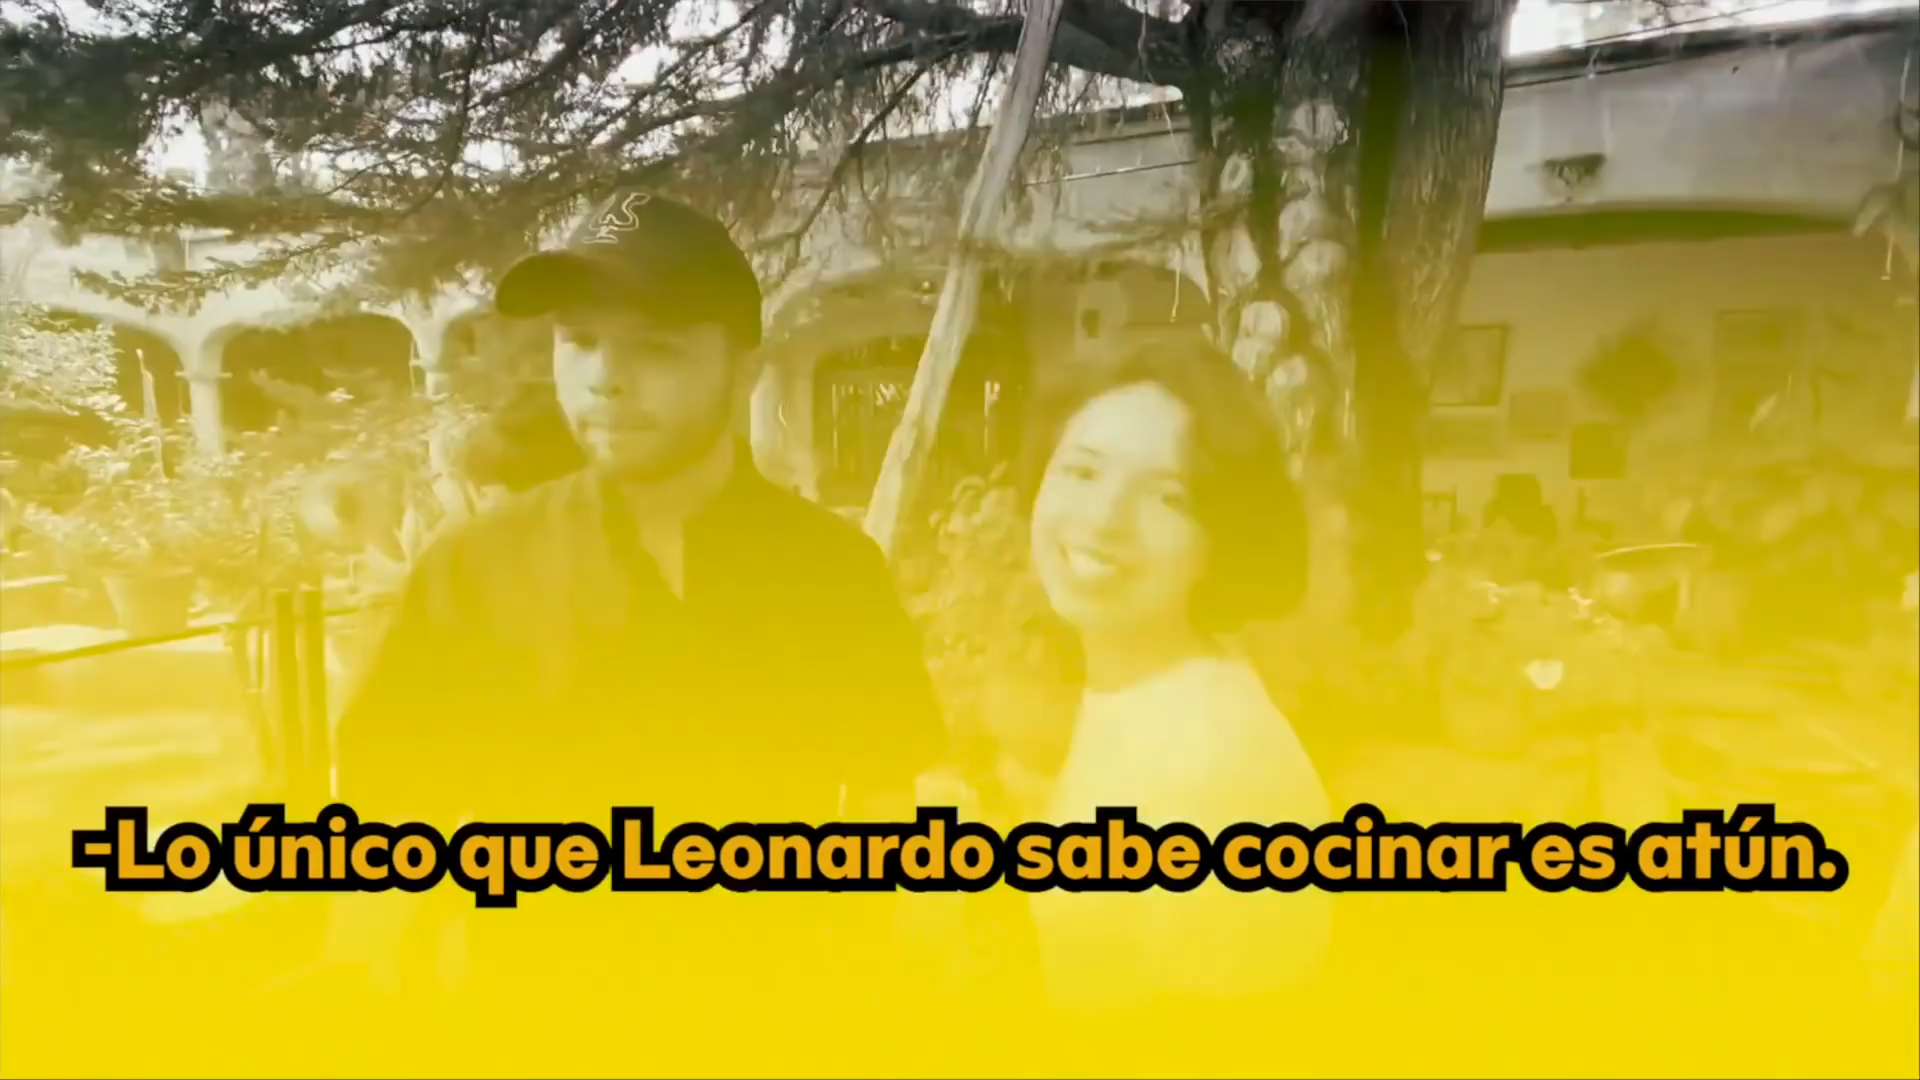 -Lo único que Leonardo sabe cocinar es atún.